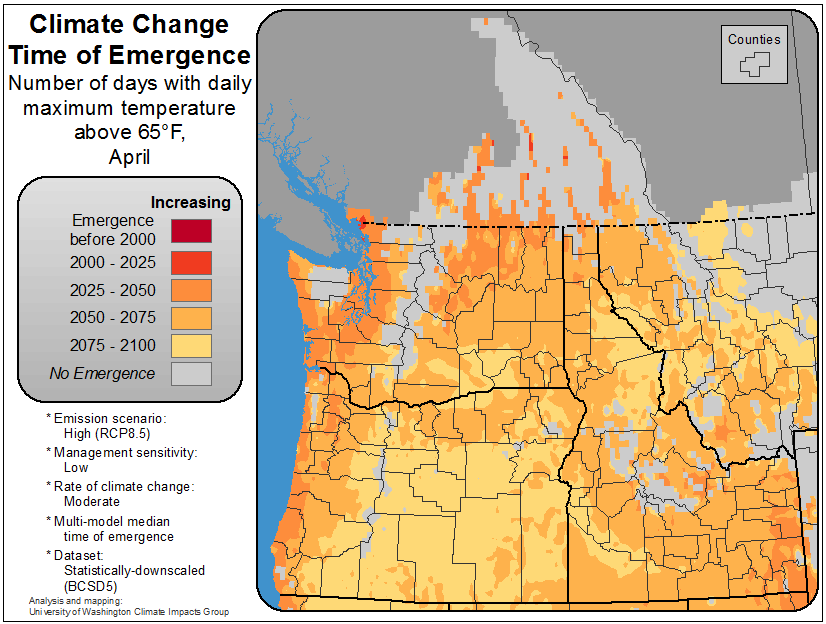 Climate Change
Time of Emergence
Number of days with daily
maximum temperature
above 65°F,
April
Increasing
Emergence
before 2000
2000 - 2025
2025 - 2050
2050 - 2075
2075 - 2100
No Emergence
* Emission scenario:
High (RCP8.5)
* Management sensitivity:
Low
* Rate of climate change:
Moderate
* Multi-model median
time of emergence
* Dataset:
Statistically-downscaled
(BCSD5)
Analysis and mapping:
University of Washington Climate Impacts Group
Counties